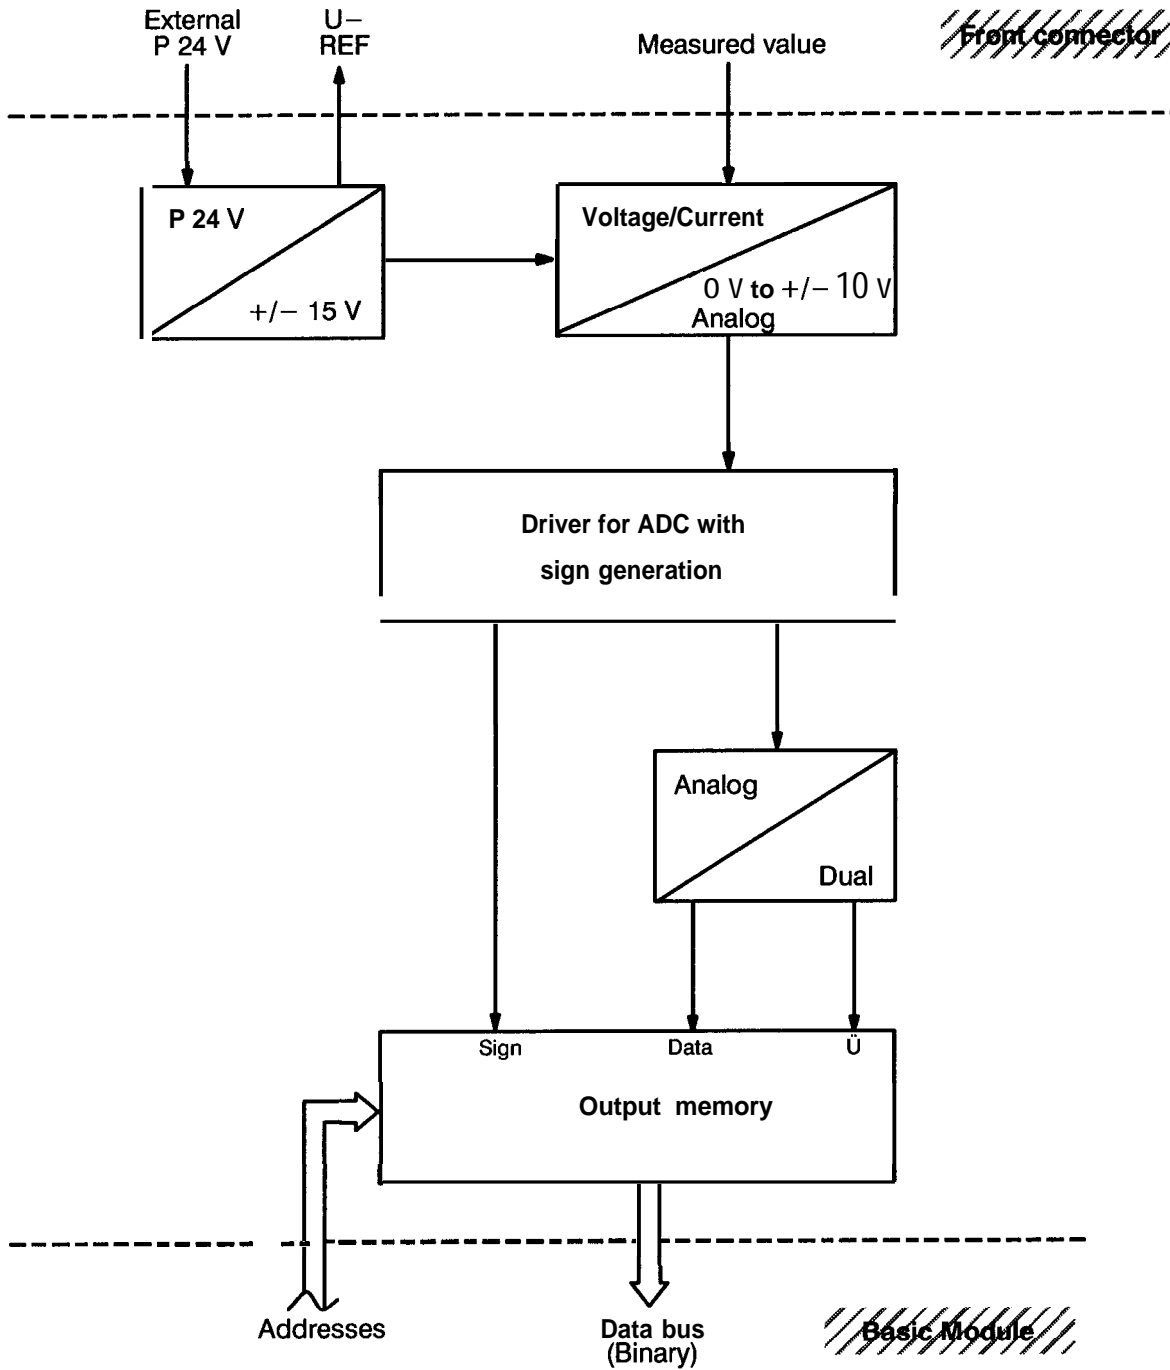 External
P 24 V
U–
REF
Measured value
Front connector
P 24 V
+/– 15 V
Voltage/Current
0 V to +/– 10 V
Analog
Driver for ADC with
sign generation
Analog
Dual
Sign
Data
Ü
Output memory
Addresses
Data bus
(Binary)
Basic Module